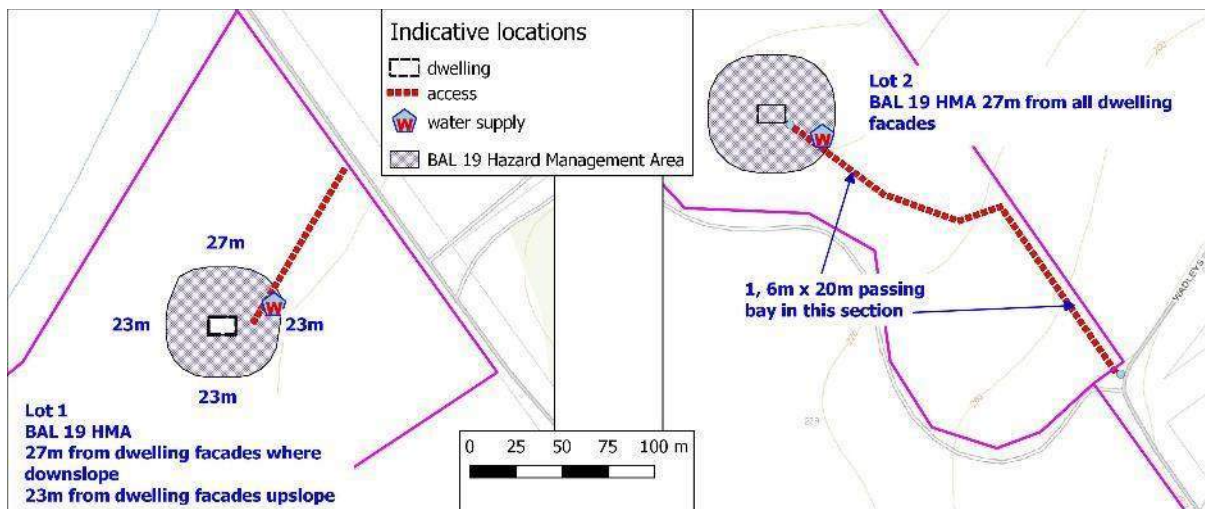 Indicative locations
dwelling
access
W
water supply
BAL 19 Hazard Management Area
27m
23m
W
23m
23m
Lot 1
BAL 19 HMA
27m from dwelling facades where
downslope
23m from dwelling facades upslope
0 25 50 75 100 m
W
Lot 2
BAL 19 HMA 27m from all dwelling
facades
1, 6m x 20m passing
bay in this section
200